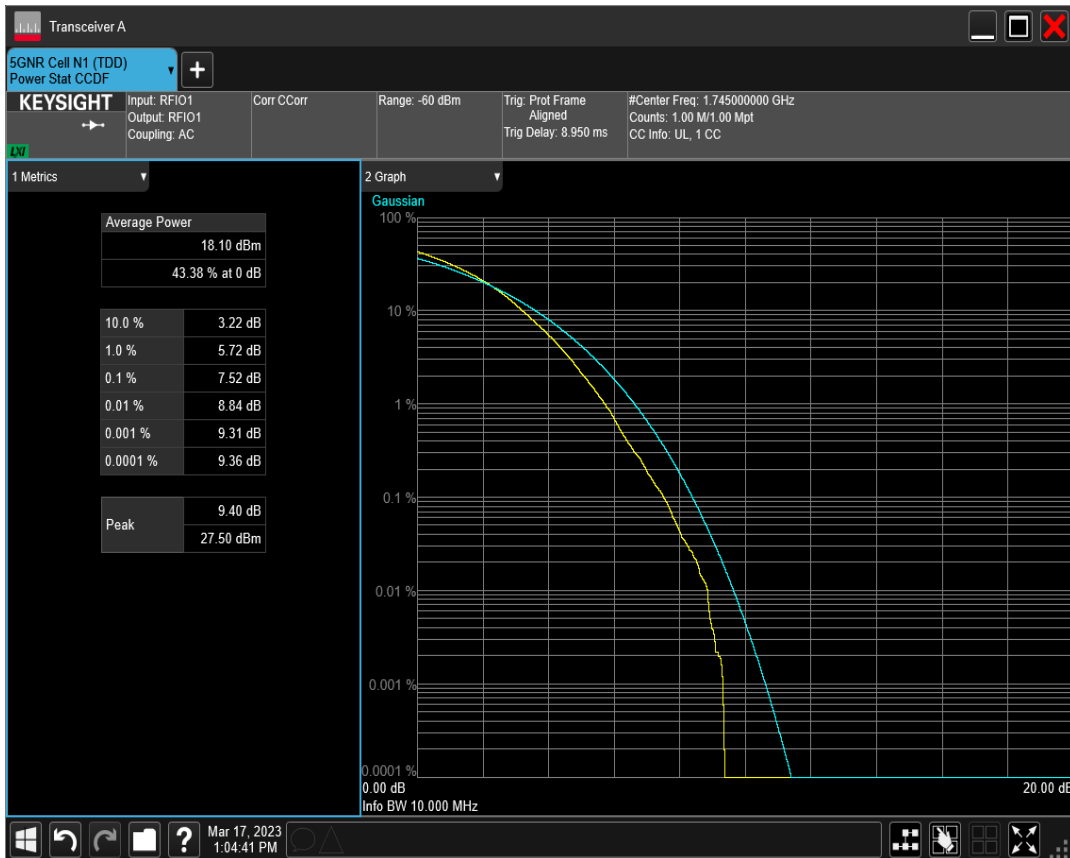 Transceiver A
5GNR Cell N1 (TDD)
Power Stat CCDF
KEYSIGHT
LXI
Input: RFIO1
Output: RFIO1
Coupling: AC
Corr CCorr
Range: -60 dBm
Trig: Prot Frame
Aligned
Trig Delay: 8.950 ms
#Center Freq: 1.745000000 GHz
Counts: 1.00 M/1.00 Mpt
CC Info: UL, 1 CC
1 Metrics
Average Power
18.10 dBm
43.38 % at 0 dB
10.0 % 3.22 dB
1.0 % 5.72 dB
0.1 % 7.52 dB
0.01 % 8.84 dB
0.001 % 9.31 dB
0.0001 % 9.36 dB
Peak
9.40 dB
27.50 dBm
2 Graph
Gaussian
100 %
10 %
1 %
0.1 %
0.01 %
0.001 %
0.0001 %
0.00 dB 20.00 dB
Info BW 10.000 MHz
?
Mar 17, 2023
1:04:41 PM